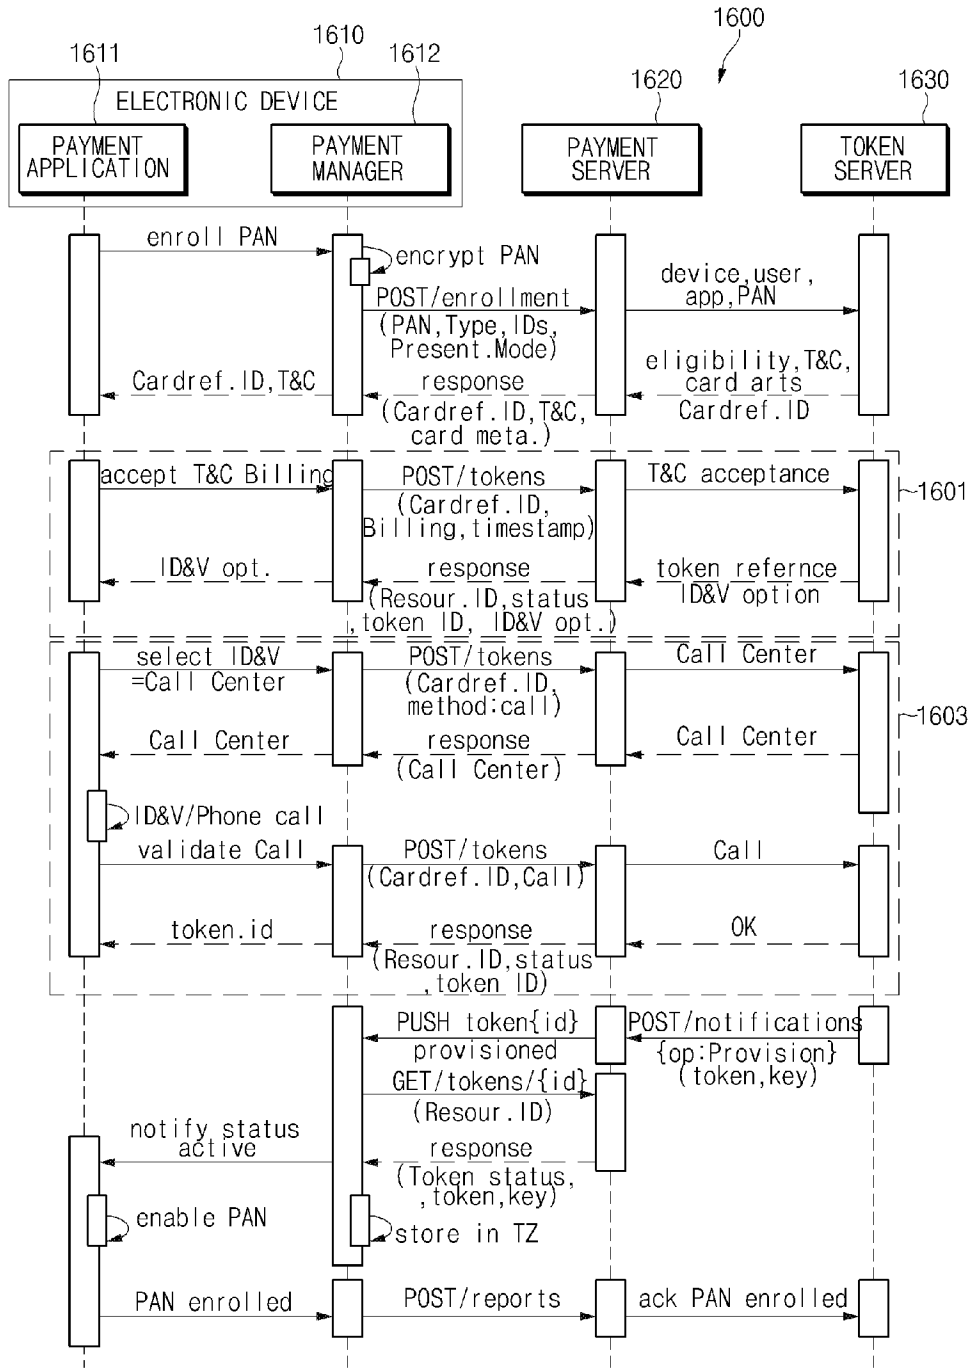 1600
1610
1611
1612
1620
1630
ELECTRONIC DEVICE
PAYMENT
APPLICATION
PAYMENT
MANAGER
PAYMENT
SERVER
TOKEN
SERVER
enroll PAN
encrypt PAN
POST/enrollment
(PAN,Type,IDs,
Present.Mode)
device,user,
app,PAN
Cardref.ID,T&C
response
(Cardref.ID,T&C,
card meta.)
eligibility,T&C,
card arts
Cardref.ID
accept T&C Billing
POST/tokens
(Cardref.ID,
Billing,timestamp)
T&C acceptance
1601
ID&V opt.
response
(Resour.ID,status
,token ID, ID&V opt.)
token refernce
ID&V option
select ID&V
=Call Center
POST/tokens
(Cardref.ID,
method:call)
Call Center
1603
Call Center
response
(Call Center)
Call Center
ID&V/Phone call
validate Call
POST/tokens
(Cardref.ID,Call)
Call
token.id
response
(Resour.ID,status
,token ID)
OK
PUSH token{id}
provisioned
POST/notifications
{op:Provision}
(token,key)
GET/tokens/{id}
(Resour.ID)
notify status
active
response
(Token status,
,token,key)
enable PAN
store in TZ
PAN enrolled
POST/reports
ack PAN enrolled